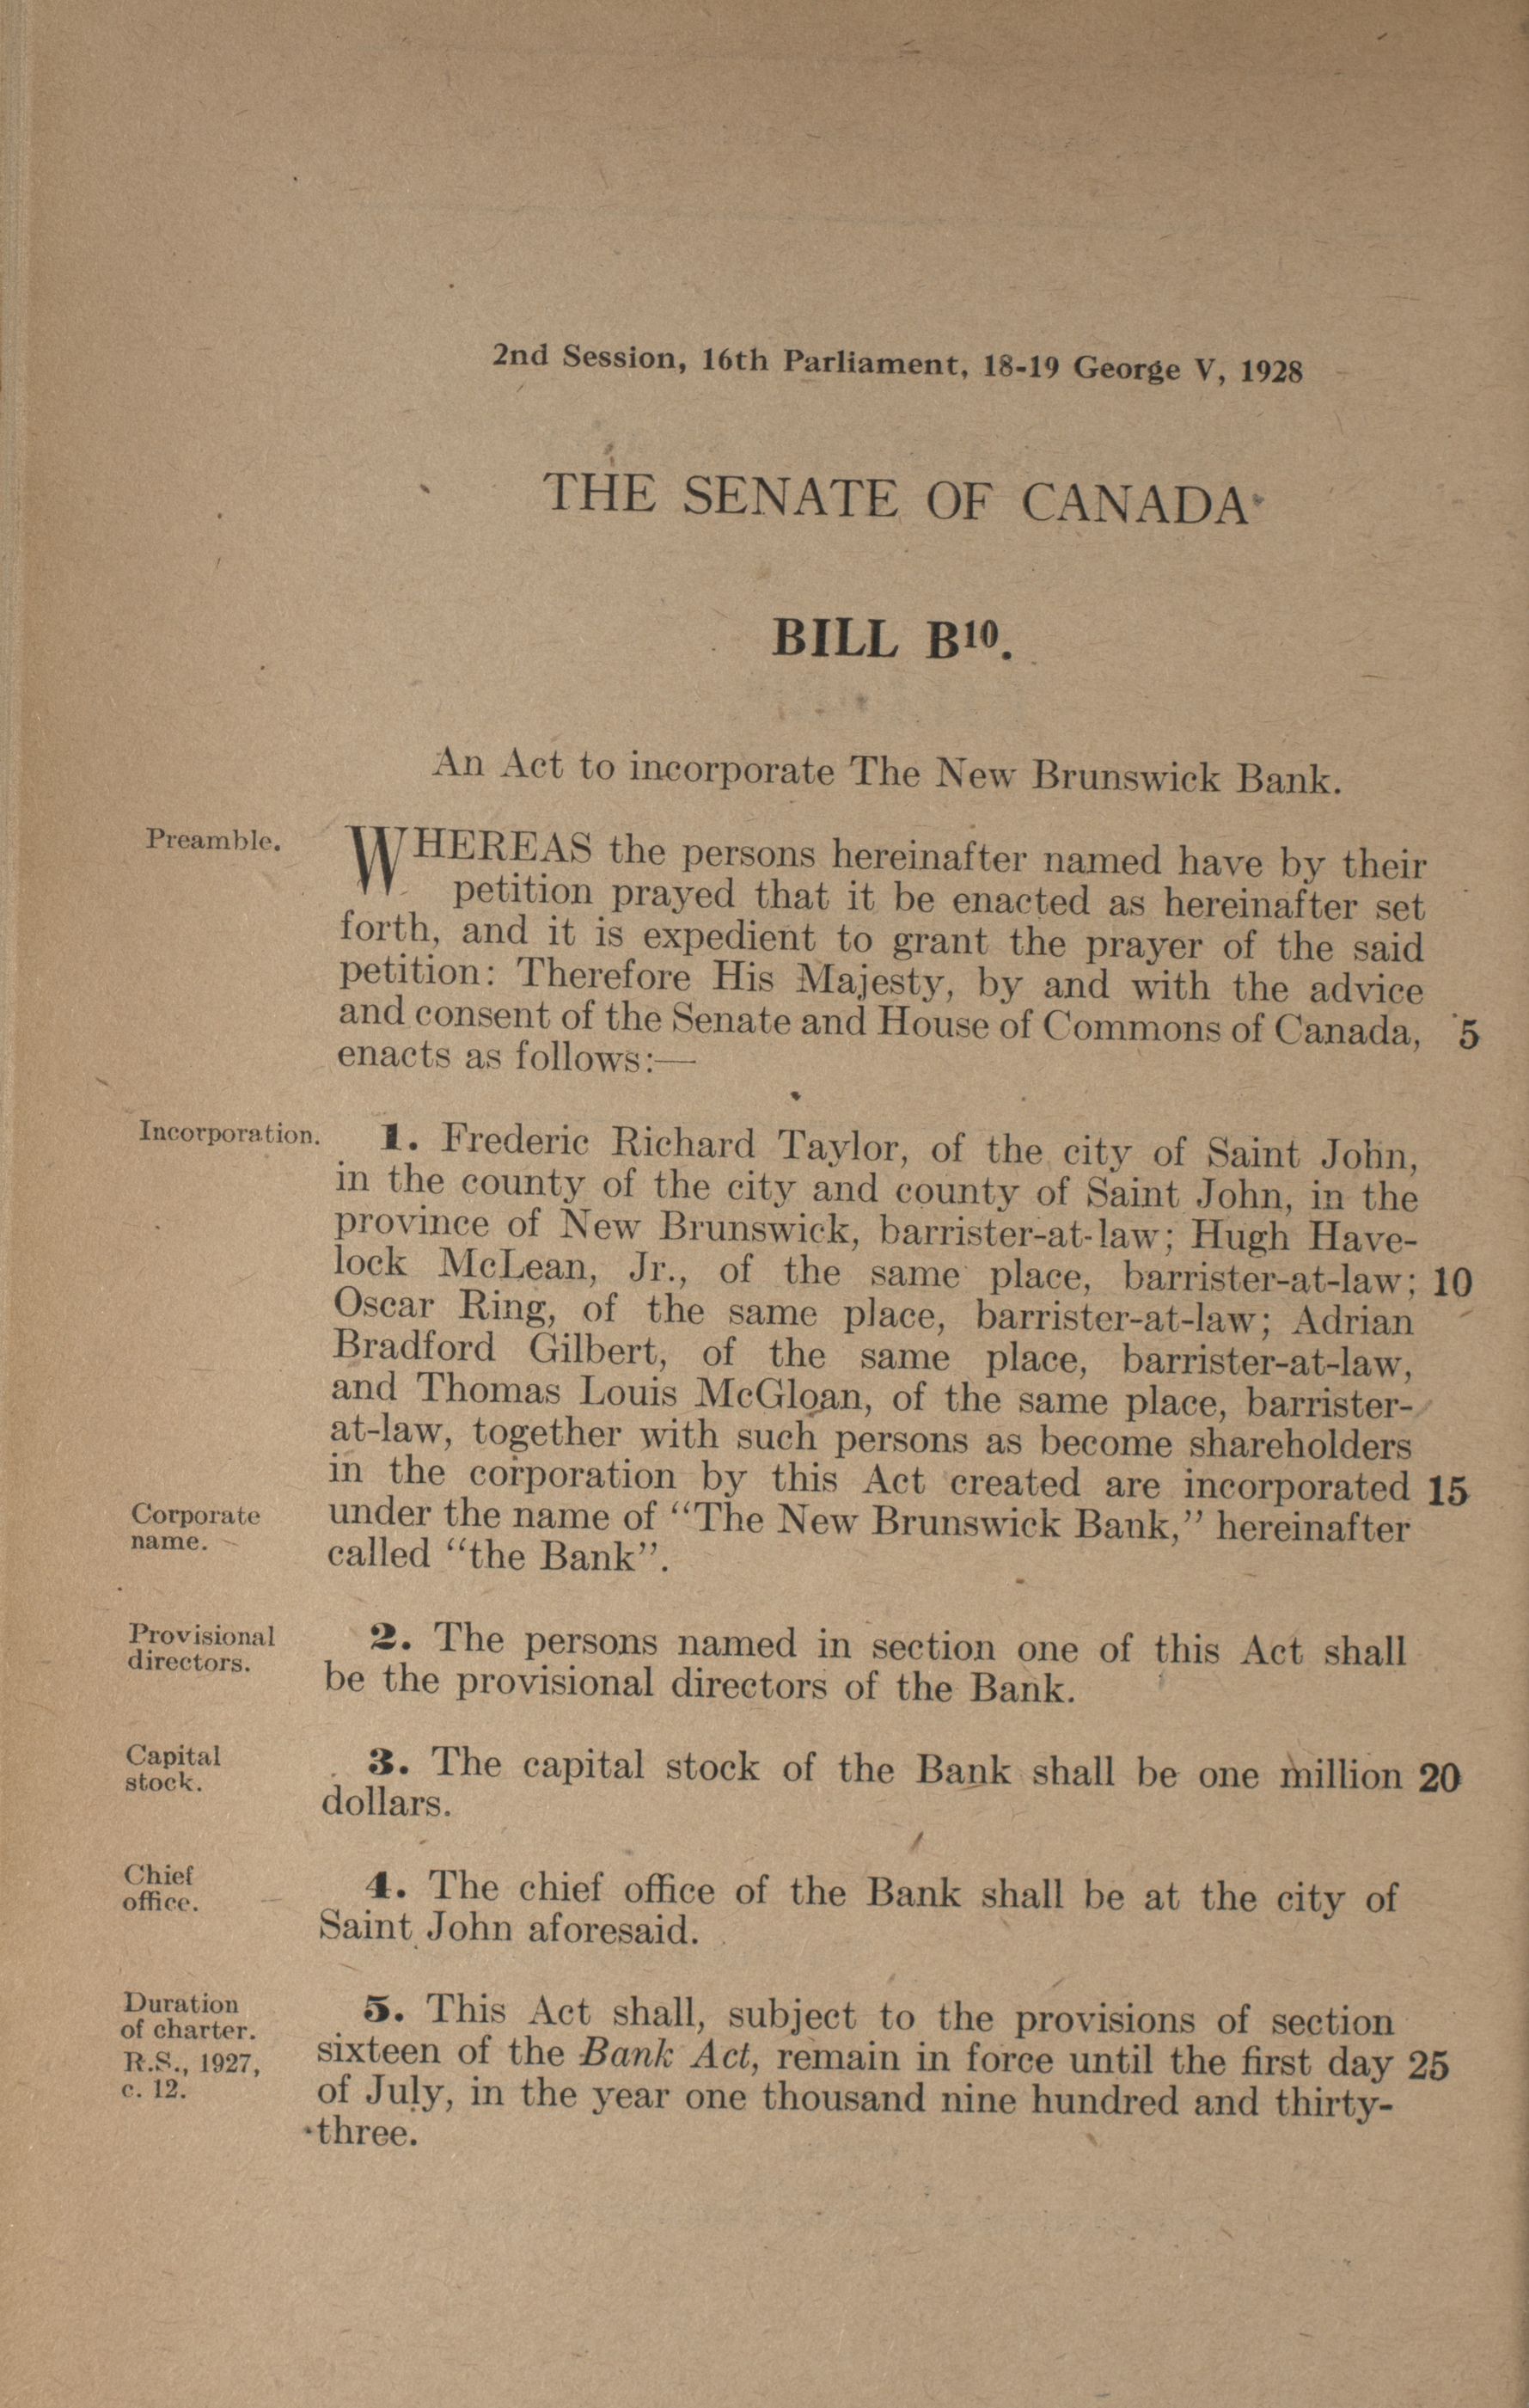 2nd Session, 16th Parliament, 18-19 George V, 1928
THE SENATE OF CANADA
BILL B10.
An Act to incorporate The New Brunswick Bank.
Preamble.
WHEREAS the persons hereinafter named have by their
petition prayed that it be enacted as hereinafter set
forth, and it is expedient to grant the prayer of the said
petition: Therefore His Majesty, by and with the advice
and consent of the Senate and House of Commons of Canada, 5
enacts as follows:—
Incorporation.
1. Frederic Richard Taylor, of the city of Saint John,
in the county of the city and county of Saint John, in the
province of New Brunswick, barrister-at-law; Hugh Have-
lock McLean, Jr., of the same place, barrister-at-law; 10
Oscar Ring, of the same place, barrister-at-law; Adrian
Bradford Gilbert, of the same place, barrister-at-law,
and Thomas Louis McGloan, of the same place, barrister-
at-law, together with such persons as become shareholders
in the corporation by this Act created are incorporated 15
Corporate
name.
under the name of "The New Brunswick Bank," hereinafter
called "the Bank".
Provisional
directors.
2. The persons named in section one of this Act shall
be the provisional directors of the Bank.
Capital
stock.
3. The capital stock of the Bank shall be one million 20
dollars.
Chief
office.
4. The chief office of the Bank shall be at the city of
Saint John aforesaid.
Duration
of charter.
R.S., 1927,
c. 12.
5. This Act shall, subject to the provisions of section
sixteen of the Bank Act, remain in force until the first day 25
of July, in the year one thousand nine hundred and thirty-
three.